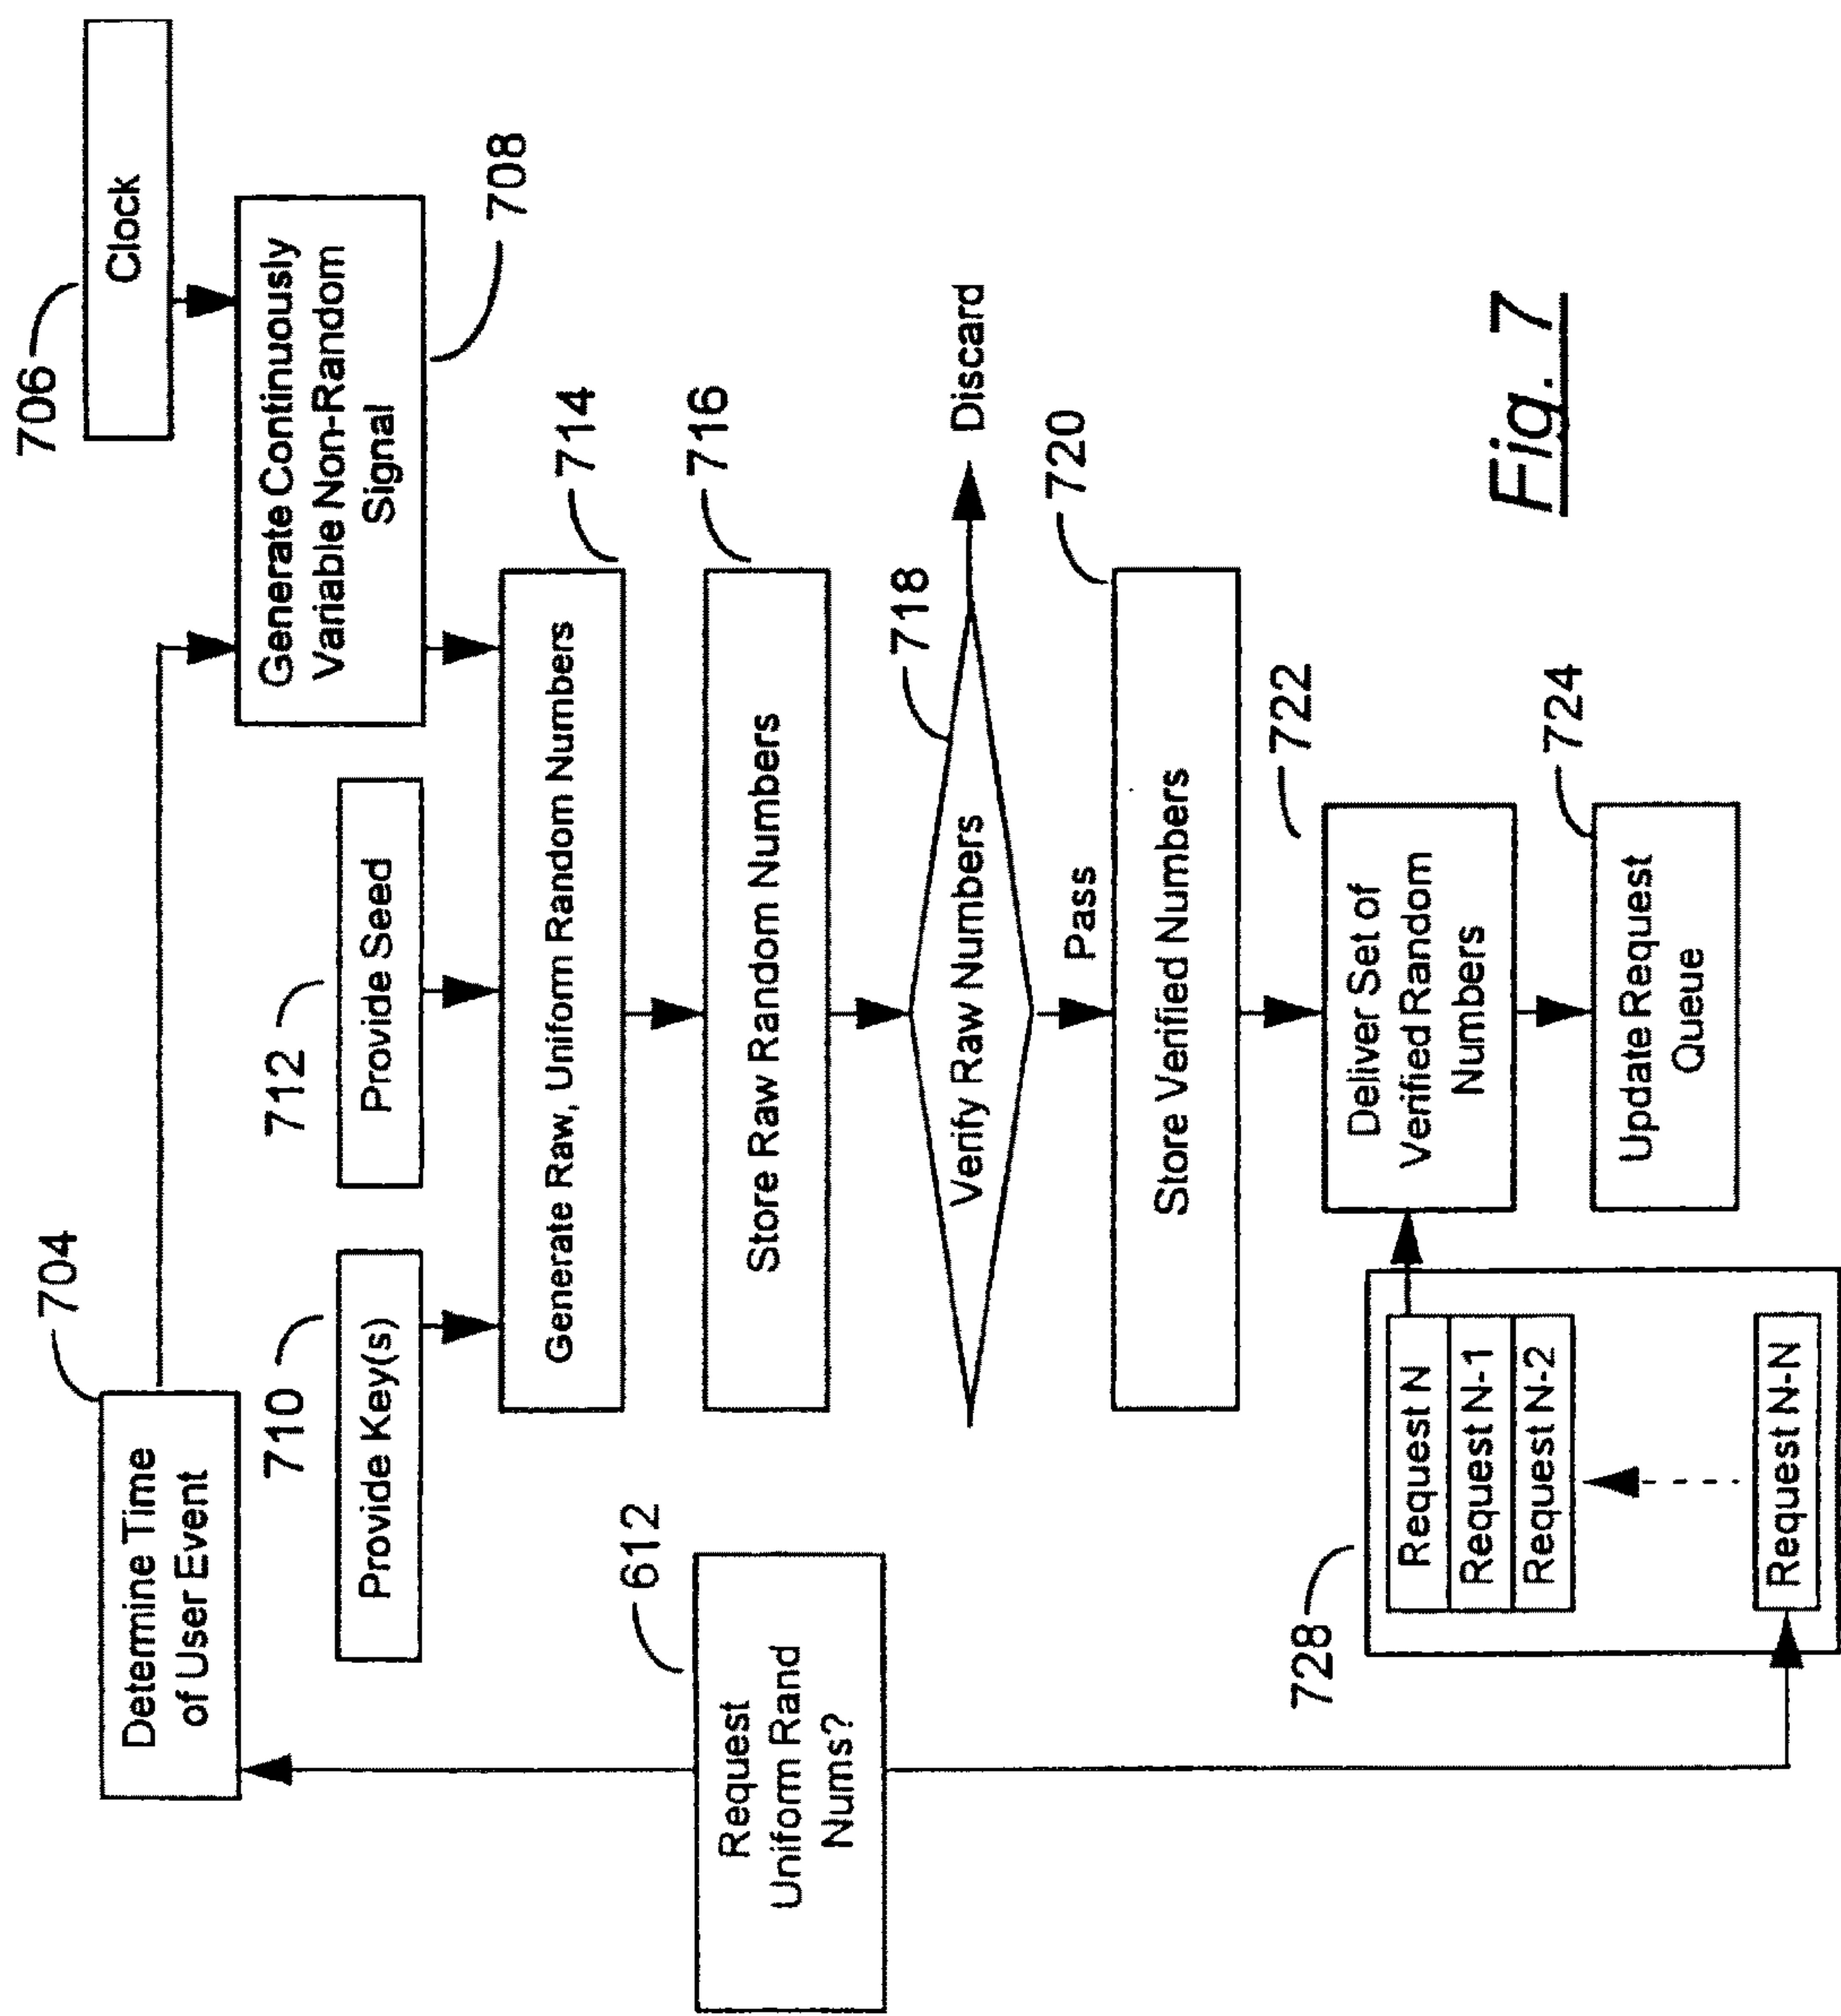 706
Clock
704
Determine Time
of User Event
Generate Continuously
Variable Non-Random
Signal
708
710
Provide Key(s)
712
Provide Seed
714
Generate Raw, Uniform Random Numbers
612
Request
Uniform Rand
Nums?
716
Store Raw Random Numbers
718
Verify Raw Numbers
Discard
Pass
720
Store Verified Numbers
722
Deliver Set of
Verified Random
Numbers
728
Request N
Request N-1
Request N-2
Request N-N
724
Update Request
Queue
Fig. 7